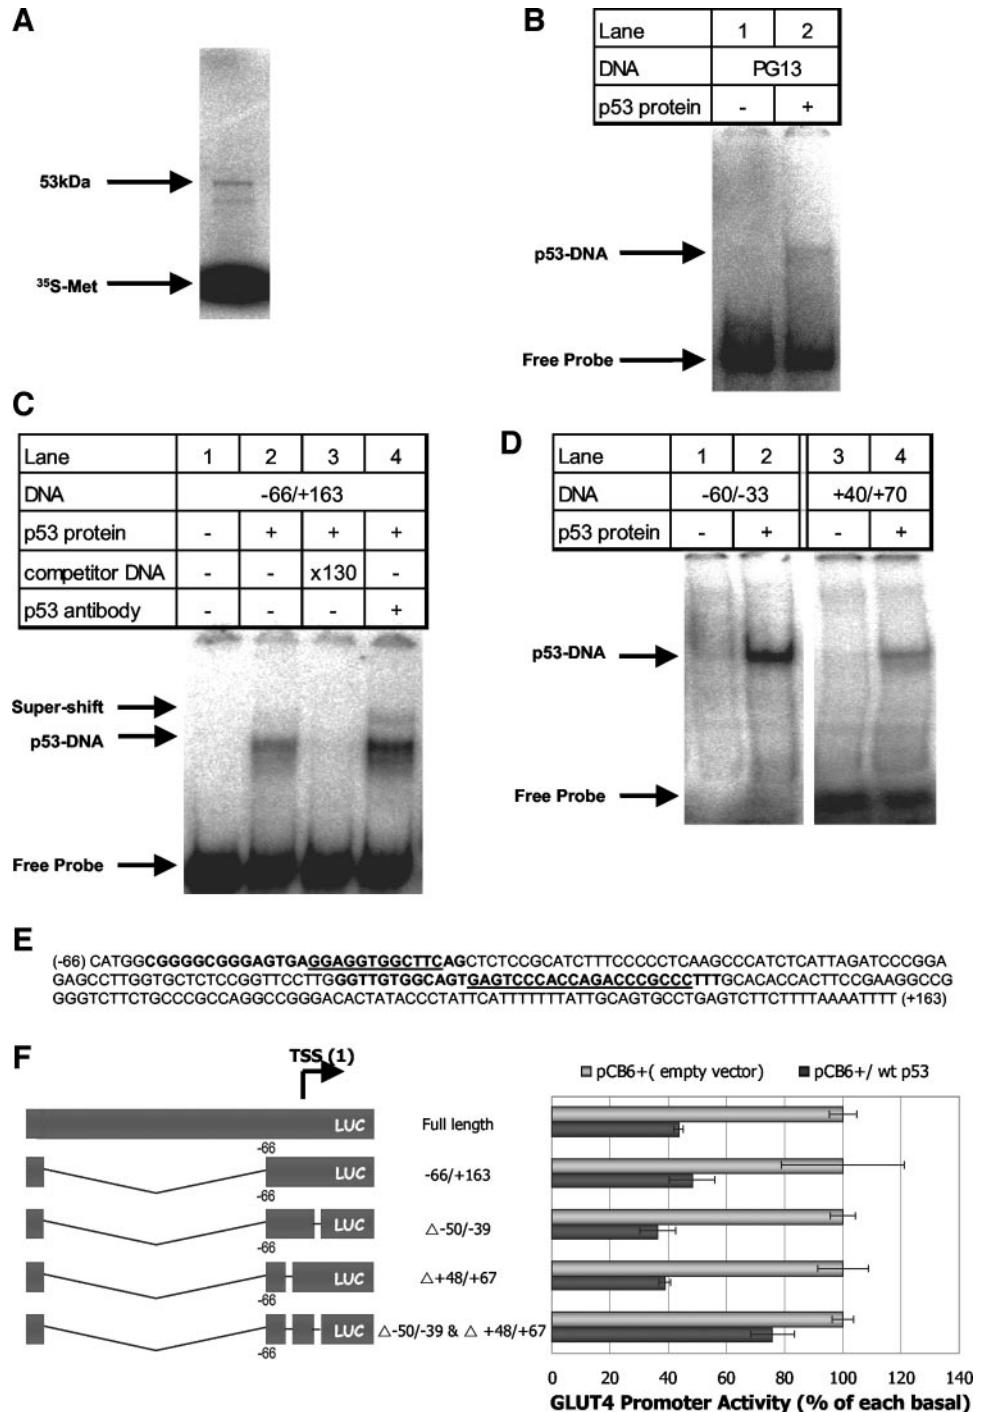 A
53kDa
35S-Met
B
Lane 1 2
DNA PG13
p53 protein - +
p53-DNA
Free Probe
C
Lane 1 2 3 4
DNA -66/+163
p53 protein - + + +
competitor DNA - - x130 -
p53 antibody - - - +
Super-shift
p53-DNA
Free Probe
D
Lane 1 2 3 4
DNA -60/-33 +40/+70
p53 protein - + - +
p53-DNA
Free Probe
E
(-66) CATGGCGGGGCGGGAGTGAGGAGGTGGCTTCAGCTCTCCGCATCTTTCCCCCTCAAGCCCATCTCATTAGATCCCGGA
GAGCCTTGGTGCTCTCCGGTTCCTTGGGTTGTGGCAGTGAGTCCCACCAGACCCGCCCTTTGCACACCACTTCCGAAGGCCG
GGGTCTTCTGCCCGCCAGGCCGGGACACTATACCCTATTCATTTTTTTATTGCAGTGCCTGAGTCTTCTTTTAAAATTTT (+163)
F
TSS (1)
pCB6+( empty vector) pCB6+/ wt p53
LUC Full length
-66
LUC -66/+163
-66
LUC △-50/-39
-66
LUC △+48/+67
-66
LUC △-50/-39 & △ +48/+67
-66
0 20 40 60 80 100 120 140
GLUT4 Promoter Activity (% of each basal)